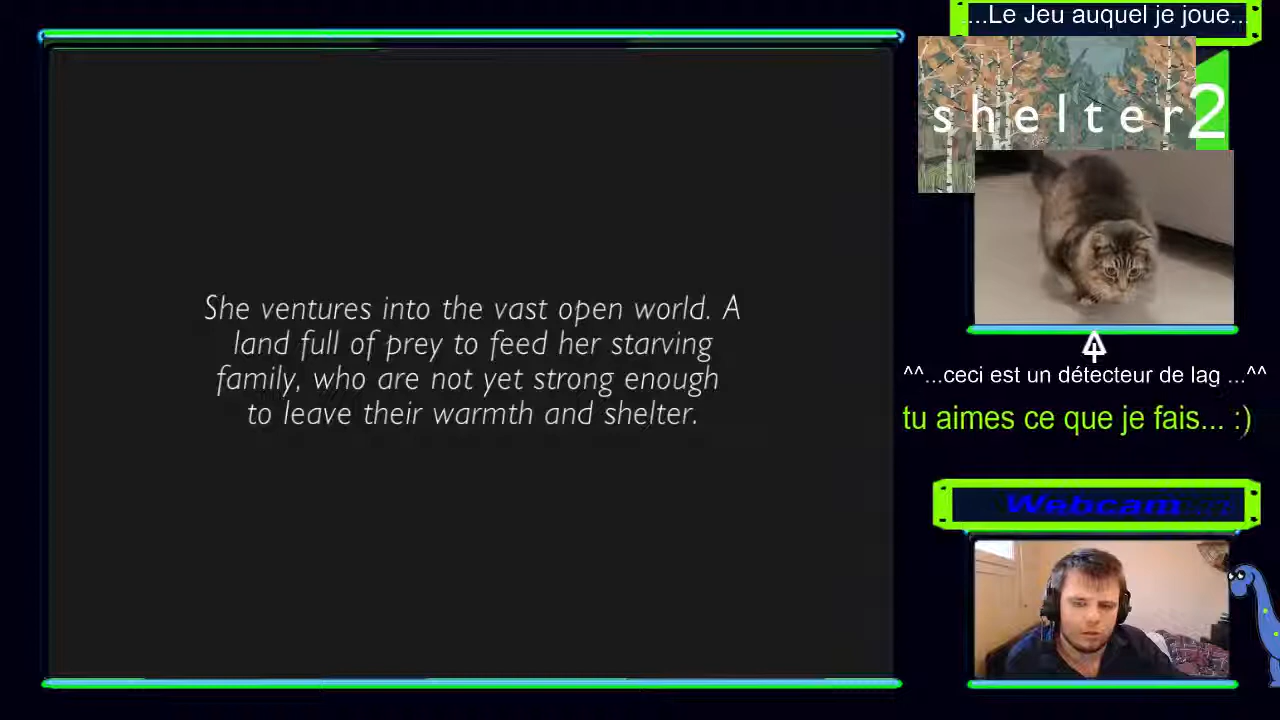 She ventures into the vast open world. A
land full of prey to feed her starving
family, who are not yet strong enough
to leave their warmth and shelter.
...Le Jeu auquel je joue...
shelter2
^^...ceci est un détecteur de lag ...^^
tu aimes ce que je fais... :)
Webcam